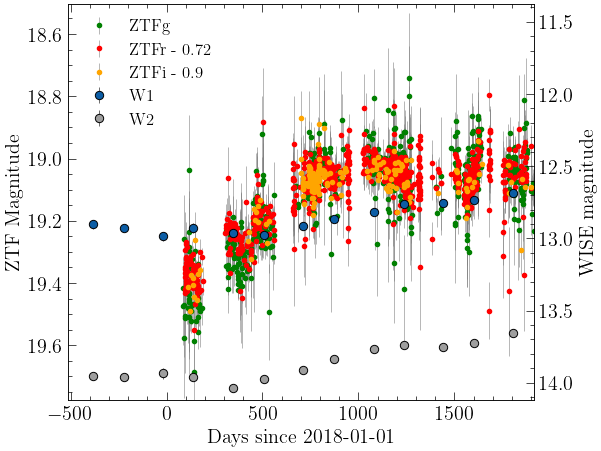 ZTFg
ZTFr - 0.72
ZTFi - 0.9
W1
W2
18.6
18.8
19.0
19.2
19.4
19.6
ZTF Magnitude
11.5
12.0
12.5
13.0
13.5
14.0
WISE magnitude
−500
0
500
1000
1500
Days since 2018-01-01